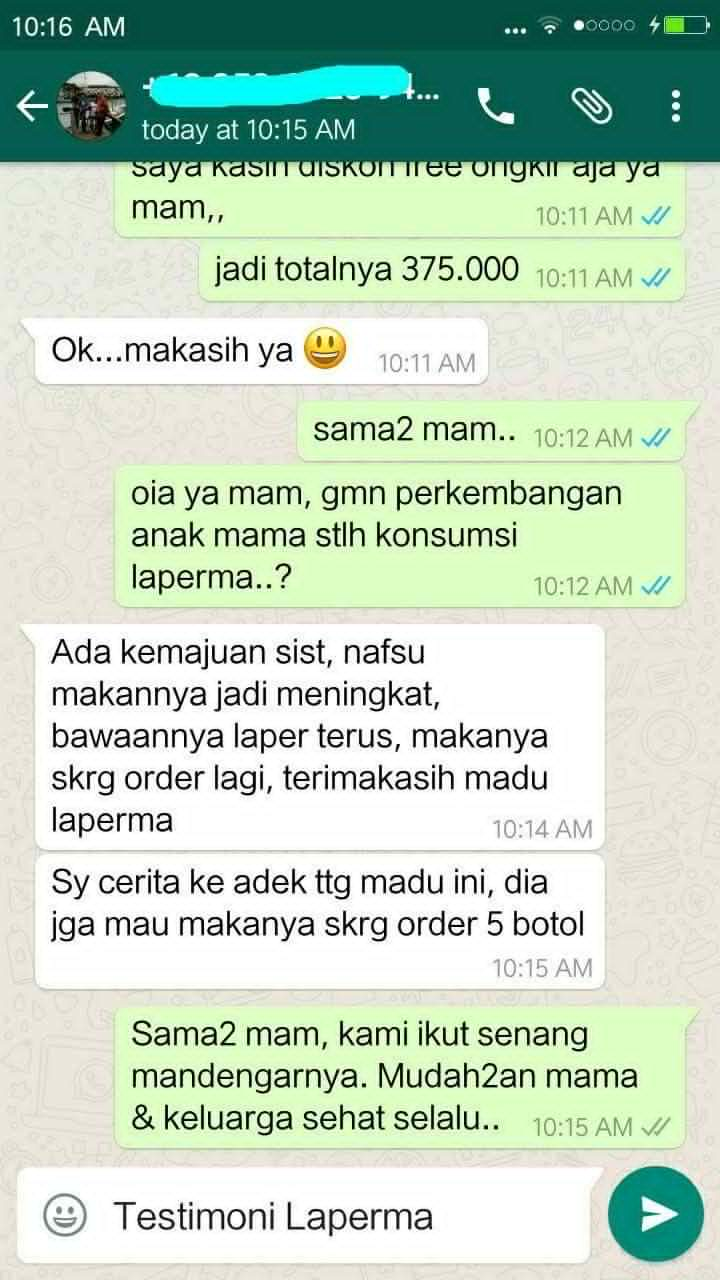 10:16 AM
today at 10:15 AM
saya kasih diskon free ongkir aja ya
mam,,
10:11 AM
jadi totalnya 375.000
10:11 AM
Ok...makasih ya 😃
10:11 AM
sama2 mam..
10:12 AM
oia ya mam, gmn perkembangan
anak mama stlh konsumsi
laperma..?
10:12 AM
Ada kemajuan sist, nafsu
makannya jadi meningkat,
bawaannya laper terus, makanya
skrg order lagi, terimakasih madu
laperma
10:14 AM
Sy cerita ke adek ttg madu ini, dia
jga mau makanya skrg order 5 botol
10:15 AM
Sama2 mam, kami ikut senang
mandengarnya. Mudah2an mama
& keluarga sehat selalu..
10:15 AM
Testimoni Laperma